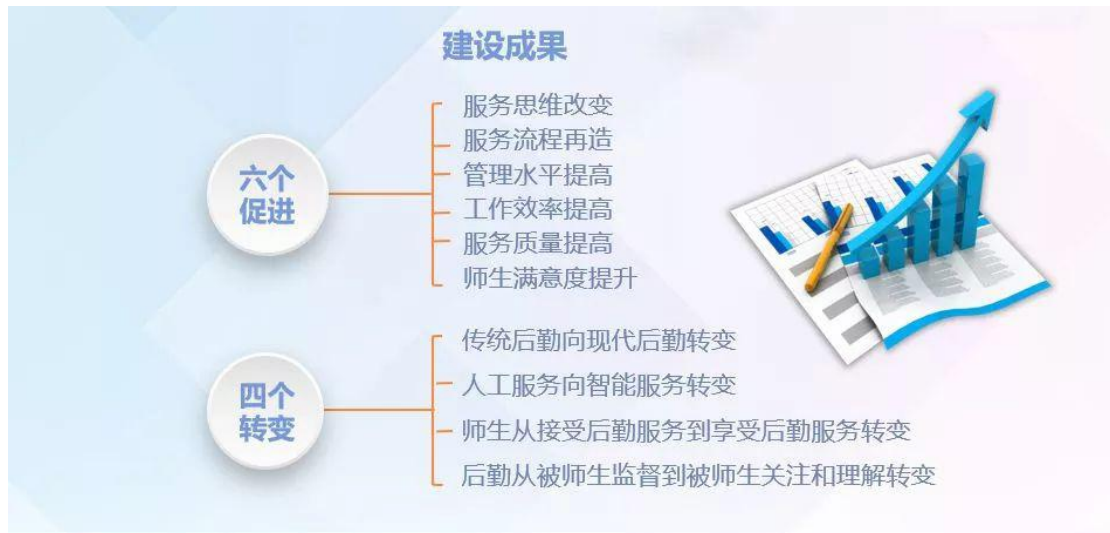 建设成果
六个
促进
服务思维改变
服务流程再造
管理水平提高
工作效率提高
服务质量提高
师生满意度提升
四个
转变
传统后勤向现代后勤转变
人工服务向智能服务转变
师生从接受后勤服务到享受后勤服务转变
后勤从被师生监督到被师生关注和理解转变